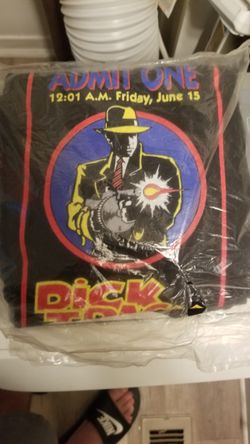 ADMIT ONE
12:01 A.M. Friday, June 15
DICK